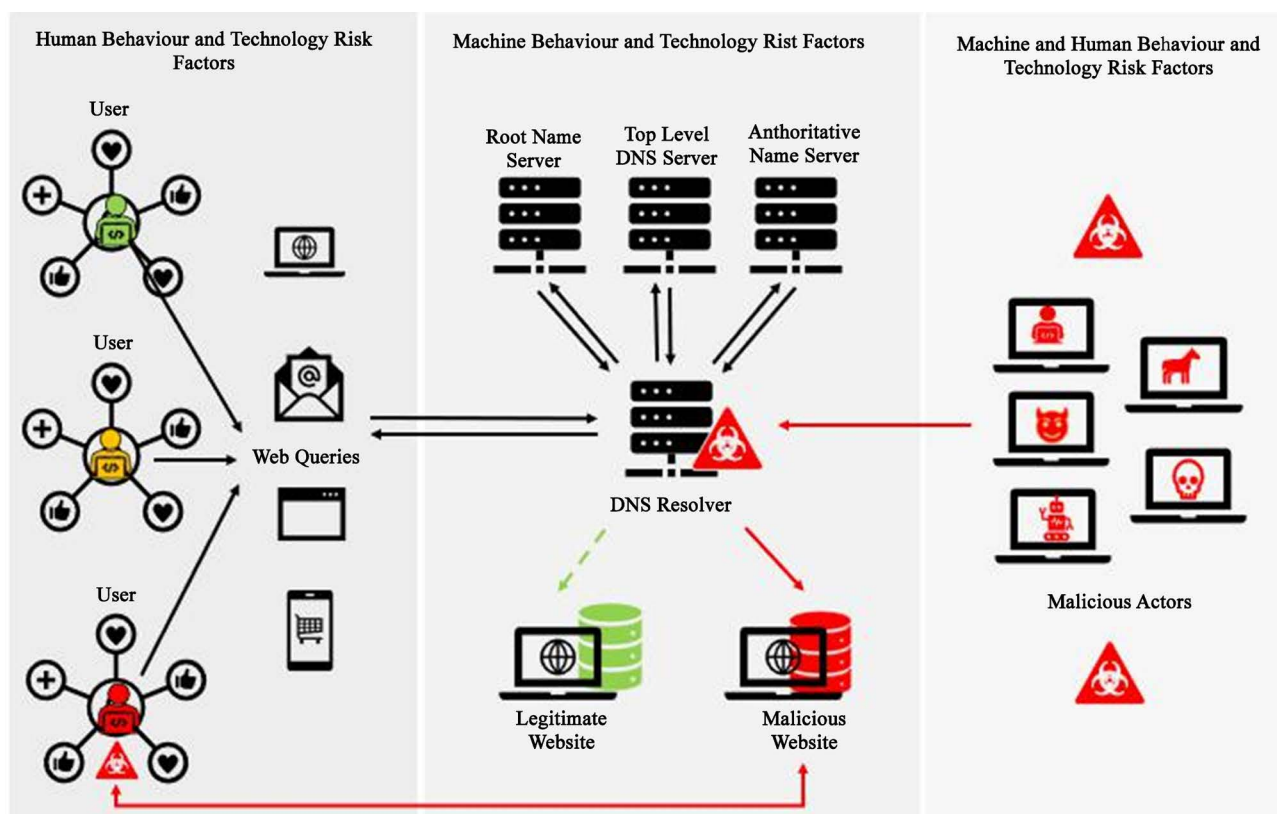 Human Behaviour and Technology Risk
Factors
User
User
Web Queries
User
Machine Behaviour and Technology Rist Factors
Root Name
Server
Top Level
DNS Server
Anthoritative
Name Server
@
DNS Resolver
Legitimate
Website
Malicious
Website
Machine and Human Behaviour and
Technology Risk Factors
Malicious Actors